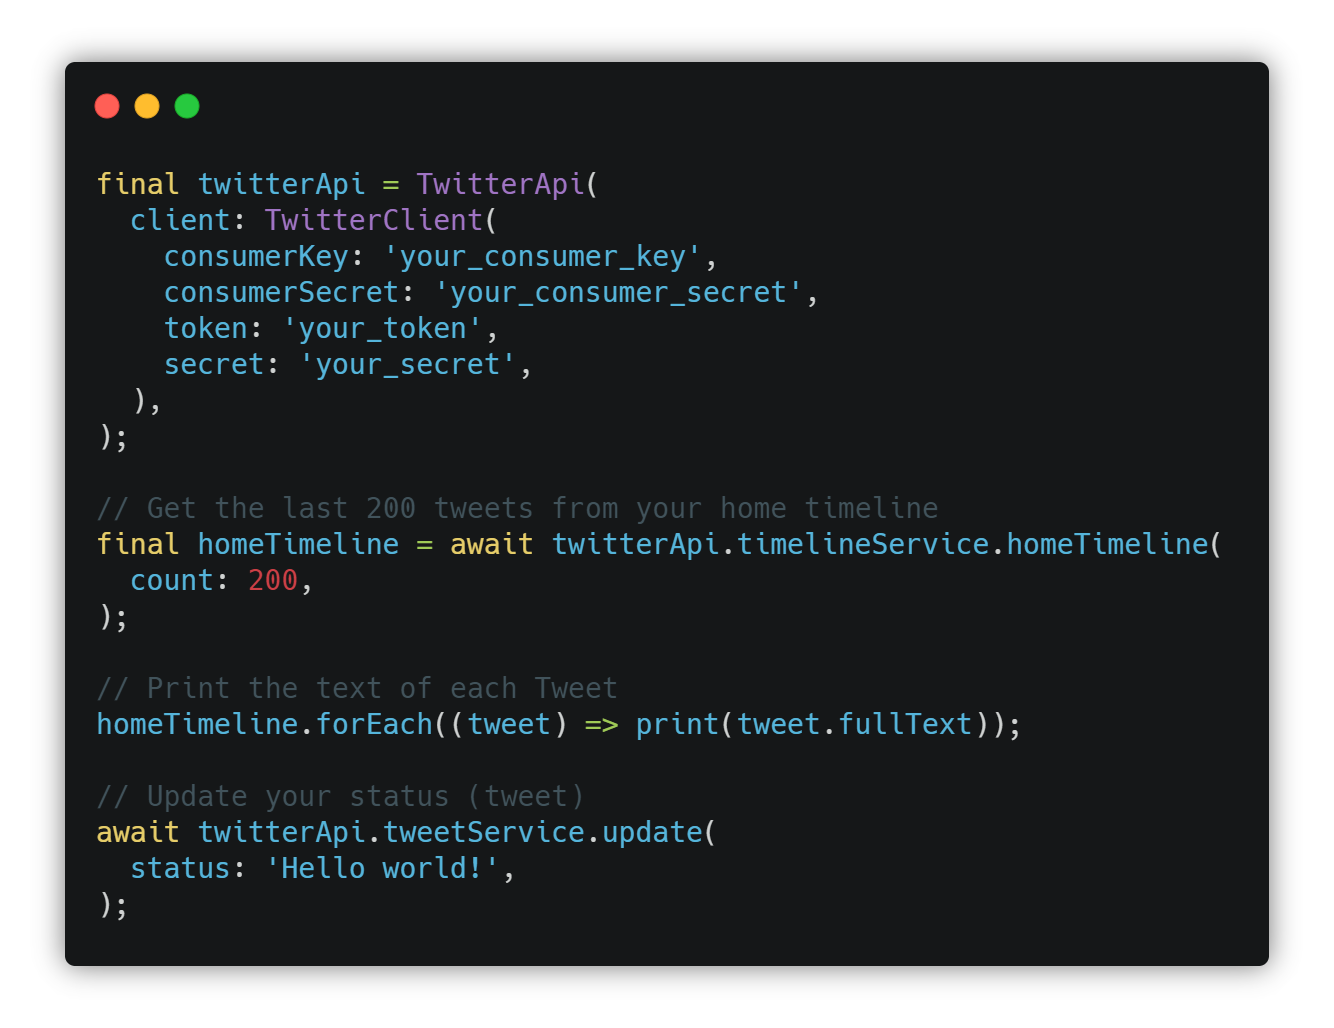 final twitterApi = TwitterApi(
  client: TwitterClient(
    consumerKey: 'your_consumer_key',
    consumerSecret: 'your_consumer_secret',
    token: 'your_token',
    secret: 'your_secret',
  ),
);

// Get the last 200 tweets from your home timeline
final homeTimeline = await twitterApi.timelineService.homeTimeline(
  count: 200,
);

// Print the text of each Tweet
homeTimeline.forEach((tweet) => print(tweet.fullText));

// Update your status (tweet)
await twitterApi.tweetService.update(
  status: 'Hello world!',
);